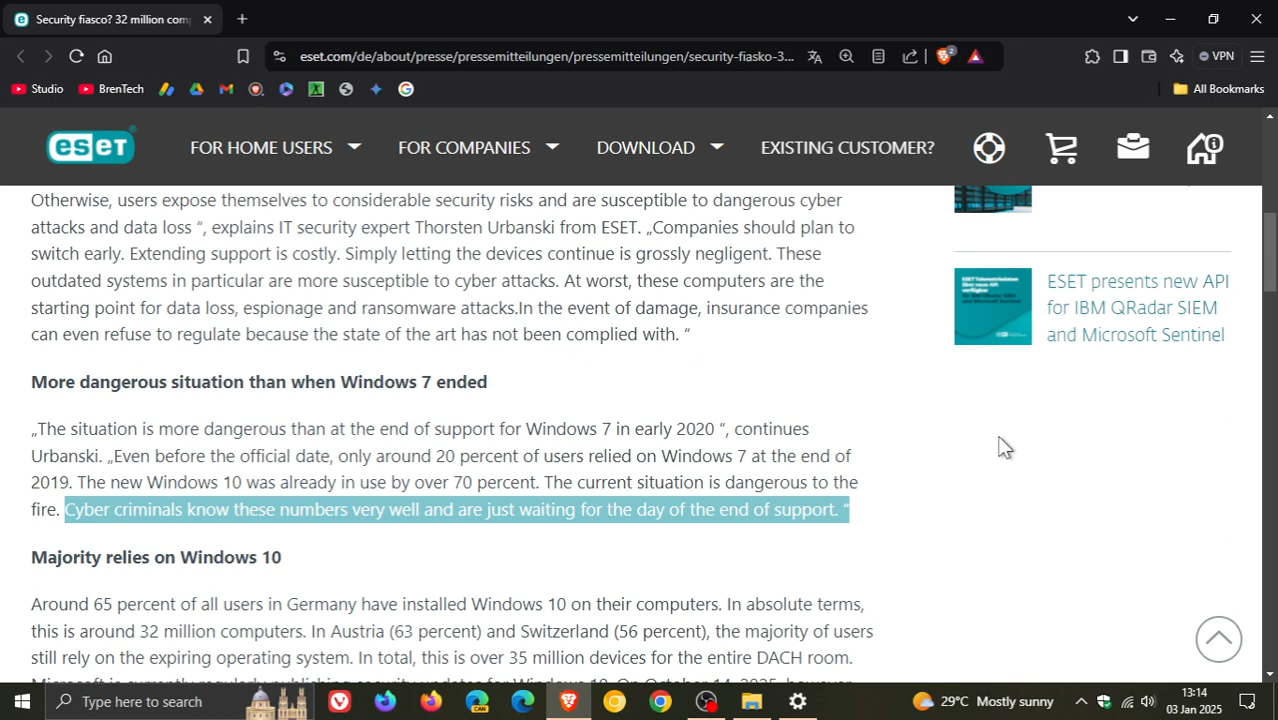 Security fiasco? 32 million com
eset.com/de/about/presse/pressemitteilungen/pressemitteilungen/security-fiasko-3...
2
VPN
Studio
BrenTech
All Bookmarks
eseT
FOR HOME USERS
FOR COMPANIES
DOWNLOAD
EXISTING CUSTOMER?
Otherwise, users expose themselves to considerable security risks and are susceptible to dangerous cyber
attacks and data loss “, explains IT security expert Thorsten Urbanski from ESET. „Companies should plan to
switch early. Extending support is costly. Simply letting the devices continue is grossly negligent. These
outdated systems in particular are more susceptible to cyber attacks. At worst, these computers are the
starting point for data loss, espionage and ransomware attacks.In the event of damage, insurance companies
can even refuse to regulate because the state of the art has not been complied with. “
More dangerous situation than when Windows 7 ended
„The situation is more dangerous than at the end of support for Windows 7 in early 2020 “, continues
Urbanski. „Even before the official date, only around 20 percent of users relied on Windows 7 at the end of
2019. The new Windows 10 was already in use by over 70 percent. The current situation is dangerous to the
fire. Cyber criminals know these numbers very well and are just waiting for the day of the end of support. “
Majority relies on Windows 10
Around 65 percent of all users in Germany have installed Windows 10 on their computers. In absolute terms,
this is around 32 million computers. In Austria (63 percent) and Switzerland (56 percent), the majority of users
still rely on the expiring operating system. In total, this is over 35 million devices for the entire DACH room.
ESET presents new API
for IBM QRadar SIEM
and Microsoft Sentinel
Type here to search
CAN
29°C Mostly sunny
13:14
03 Jan 2025